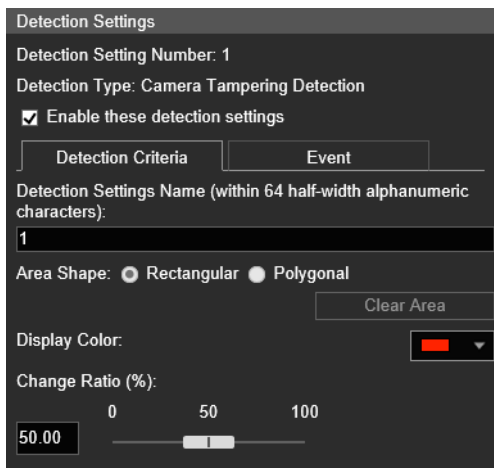 Detection Settings
Detection Setting Number: 1
Detection Type: Camera Tampering Detection
Enable these detection settings
Detection Criteria Event
Detection Settings Name (within 64 half-width alphanumeric
characters):
1
Area Shape: Rectangular Polygonal
Clear Area
Display Color:
Change Ratio (%):
0 50 100
50.00